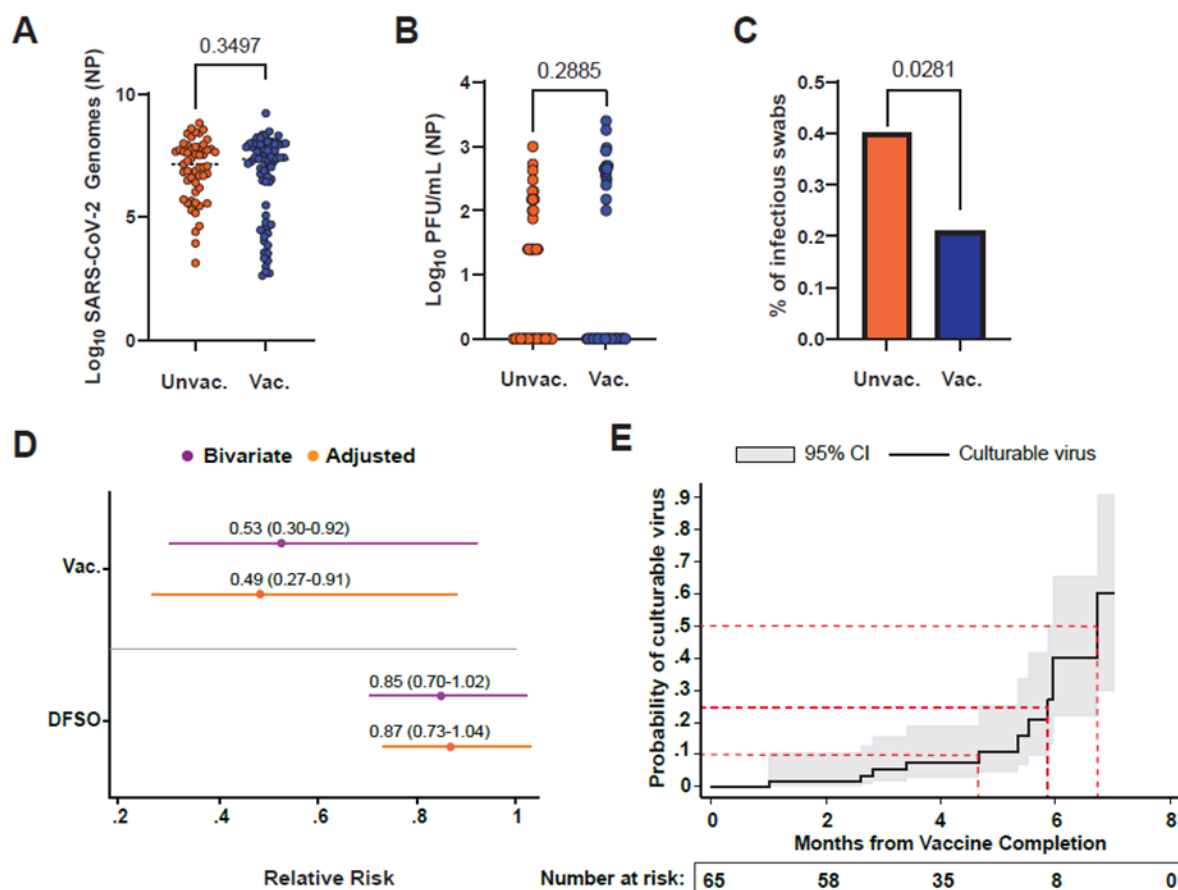 A
0.3497
Log10 SARS-CoV-2 Genomes (NP)
10
5
0
Unvac. Vac.
B
0.2885
Log10 PFU/mL (NP)
4
3
2
1
0
Unvac. Vac.
C
0.0281
% of infectious swabs
0.5
0.4
0.3
0.2
0.1
0.0
Unvac. Vac.
D
Bivariate Adjusted
Vac.
0.53 (0.30-0.92)
0.49 (0.27-0.91)
DFSO
0.85 (0.70-1.02)
0.87 (0.73-1.04)
.2 .4 .6 .8 1
Relative Risk
E
95% CI Culturable virus
Probability of culturable virus
.9
.8
.7
.6
.5
.4
.3
.2
.1
0
0 2 4 6 8
Months from Vaccine Completion
Number at risk: 65 58 35 8 0